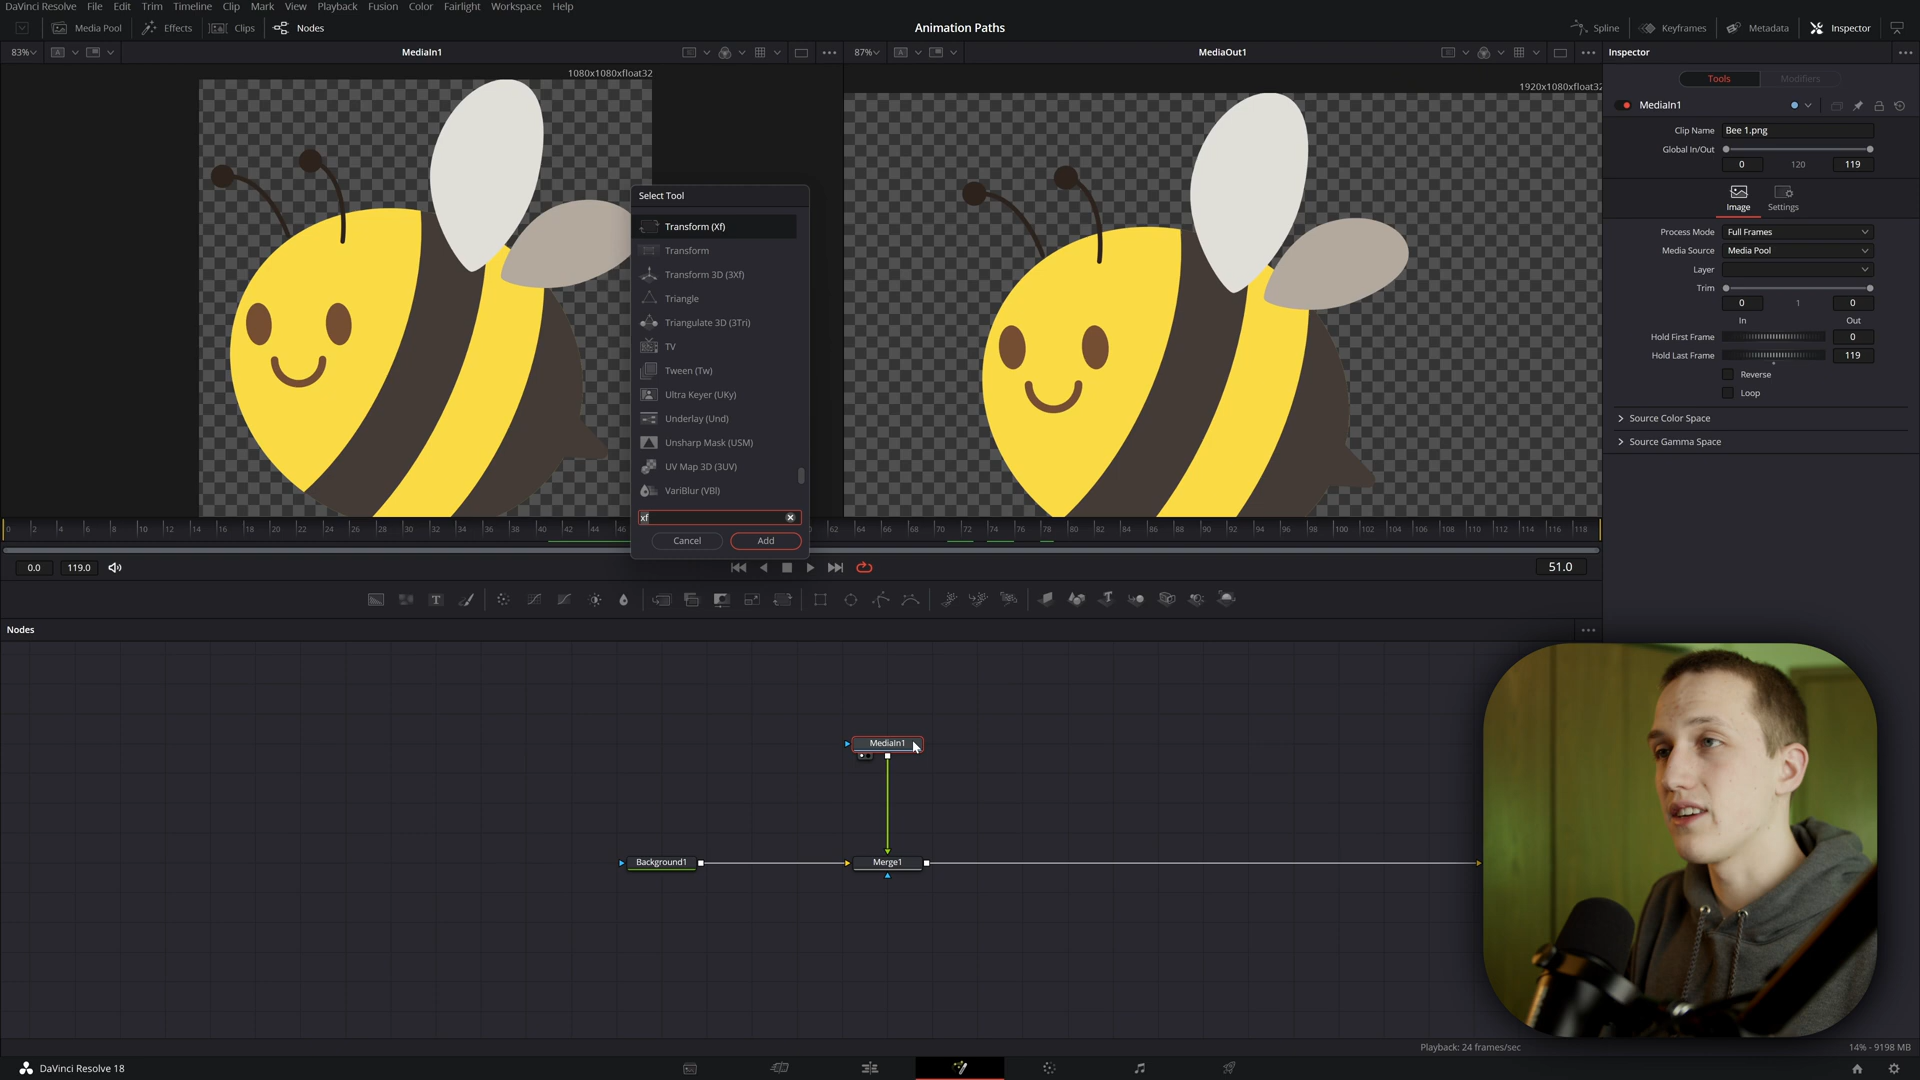 DaVinci Resolve File Edit Trim Timeline Clip Mark View Playback Fusion Color Fairlight Workspace Help
Media Pool Effects Clips Nodes Animation Paths Spline Keyframes Metadata Inspector
83% MediaIn1 87% MediaOut1 Inspector
1080x1080xfloat32
1920x1080xfloat32
Tools Modifiers
MediaIn1
Clip Name Bee 1.png
Global In/Out
0 120 119
Image Settings
Process Mode Full Frames
Media Source Media Pool
Layer
Trim
0 1 0
In Out
Hold First Frame 0
Hold Last Frame 119
Reverse
Loop
Source Color Space
Source Gamma Space
Select Tool
Transform (Xf)
Transform
Transform 3D (3Xf)
Triangle
Triangulate 3D (3Tri)
TV
Tween (Tw)
Ultra Keyer (UKy)
Underlay (Und)
Unsharp Mask (USM)
UV Map 3D (3UV)
VariBlur (VBl)
xf
Cancel Add
0 2 4 6 8 10 12 14 16 18 20 22 24 26 28 30 32 34 36 38 40 42 44 46 62 64 66 68 70 72 74 76 78 80 82 84 86 88 90 92 94 96 98 100 102 104 106 108 110 112 114 116 118
0.0 119.0 51.0
Nodes
MediaIn1
Background1 Merge1
Playback: 24 frames/sec 14% - 9198 MB
DaVinci Resolve 18